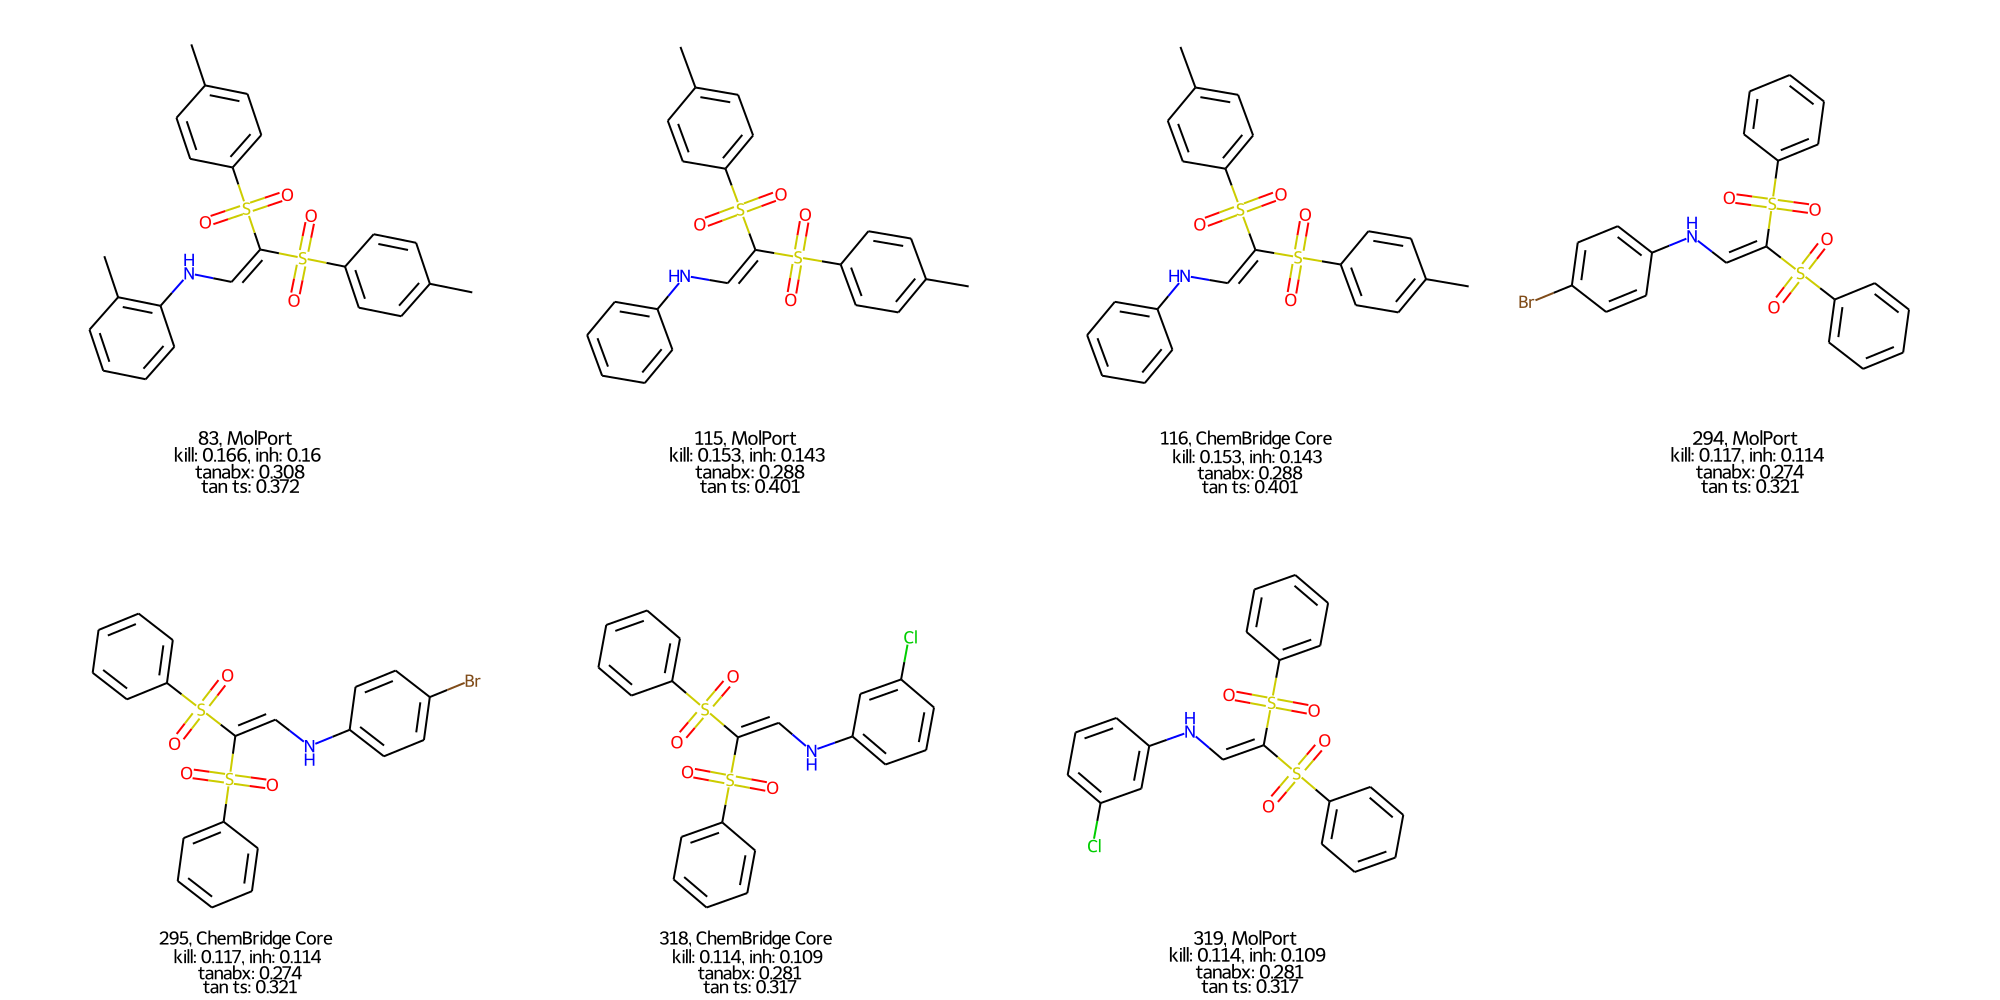 83, MolPort
kill: 0.166, inh: 0.16
tanabx: 0.308
tan ts: 0.372
115, MolPort
kill: 0.153, inh: 0.143
tanabx: 0.288
tan ts: 0.401
116, ChemBridge Core
kill: 0.153, inh: 0.143
tanabx: 0.288
tan ts: 0.401
294, MolPort
kill: 0.117, inh: 0.114
tanabx: 0.274
tan ts: 0.321
295, ChemBridge Core
kill: 0.117, inh: 0.114
tanabx: 0.274
tan ts: 0.321
318, ChemBridge Core
kill: 0.114, inh: 0.109
tanabx: 0.281
tan ts: 0.317
319, MolPort
kill: 0.114, inh: 0.109
tanabx: 0.281
tan ts: 0.317